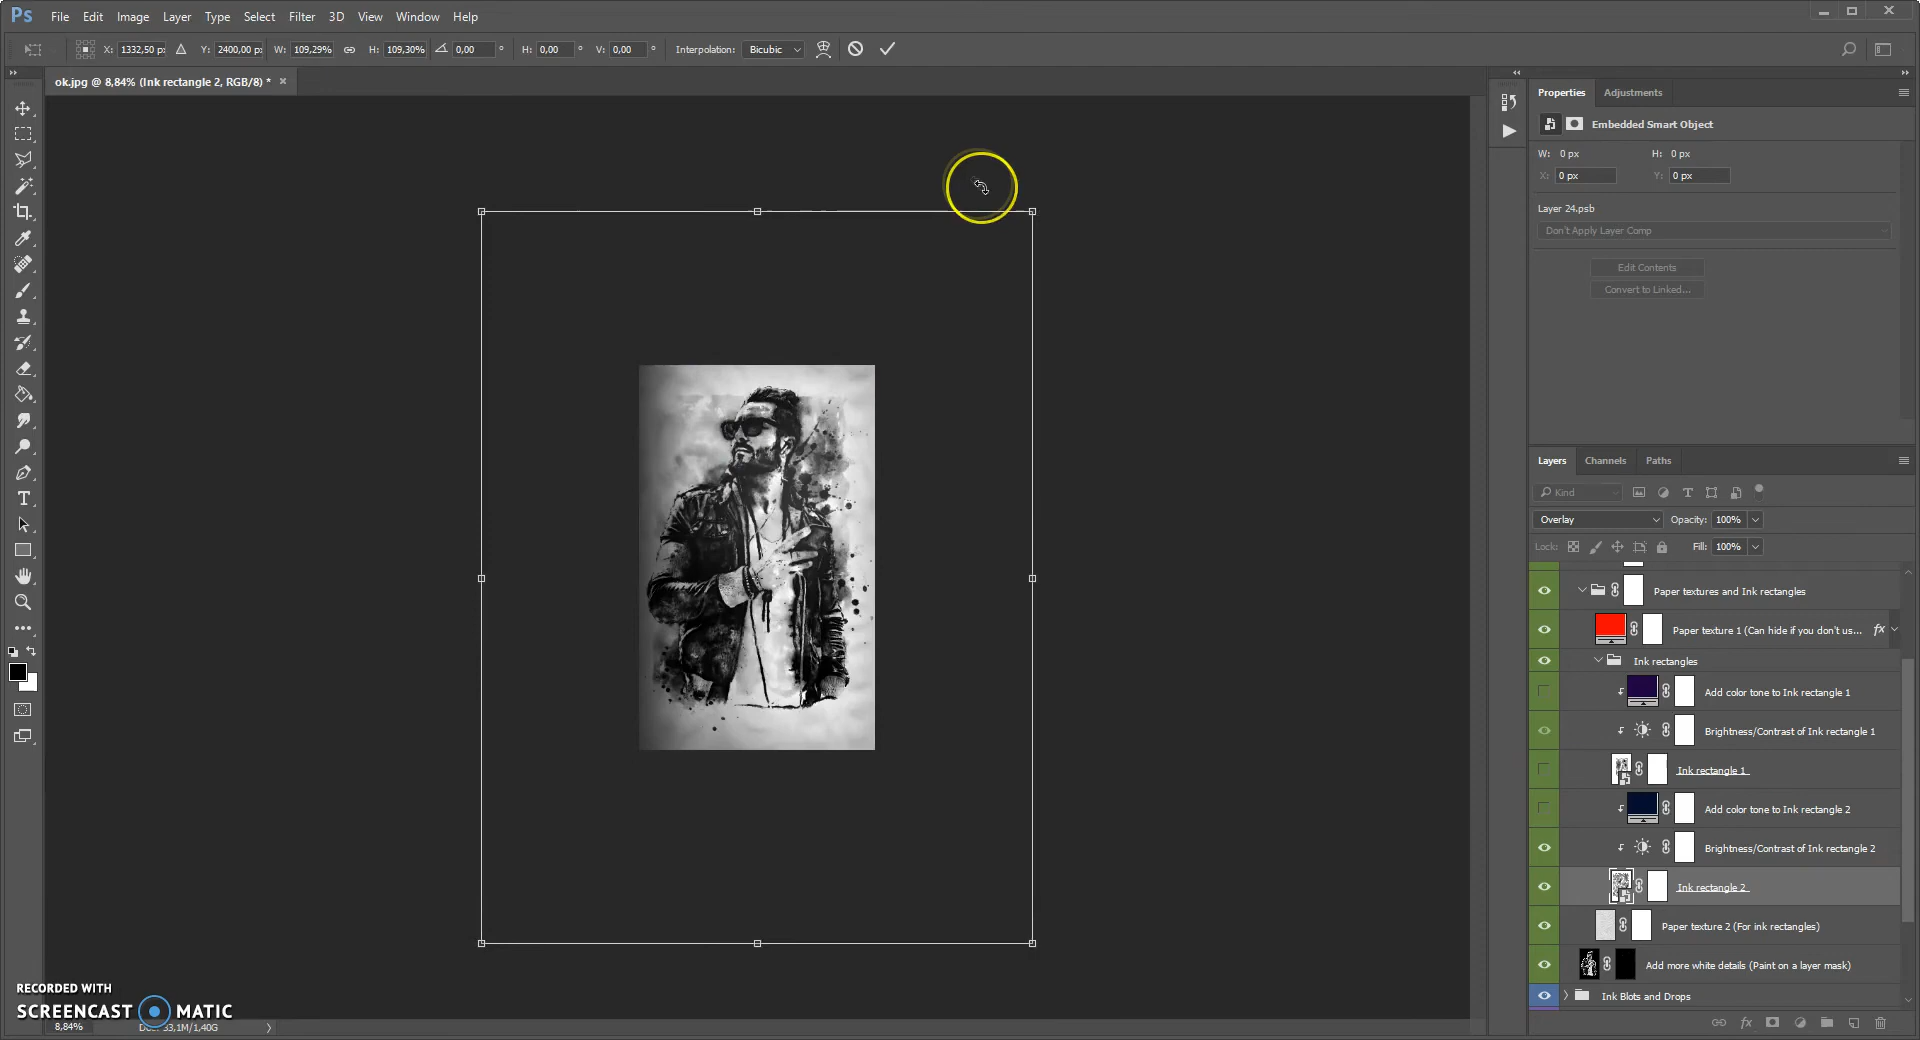 Ps File Edit Image Layer Type Select Filter 3D View Window Help
X: 1332,50 px Y: 2400,00 px W: 109,29% H: 109,30% 0,00 ° H: 0,00 ° V: 0,00 ° Interpolation: Bicubic
ok.jpg @ 8,84% (Ink rectangle 2, RGB/8) *
Properties Adjustments
Embedded Smart Object
W: 0 px H: 0 px
X: 0 px Y: 0 px
Layer 24.psb
Don't Apply Layer Comp
Edit Contents
Convert to Linked...
Layers Channels Paths
Kind
Overlay Opacity: 100%
Lock: Fill: 100%
Paper textures and Ink rectangles
Paper texture 1 (Can hide if you don't us... fx
Ink rectangles
Add color tone to Ink rectangle 1
Brightness/Contrast of Ink rectangle 1
Ink rectangle 1
Add color tone to Ink rectangle 2
Brightness/Contrast of Ink rectangle 2
Ink rectangle 2
Paper texture 2 (For ink rectangles)
Add more white details (Paint on a layer mask)
Ink Blots and Drops
fx
RECORDED WITH
SCREENCAST MATIC
8,84% 33,1M/1,40G